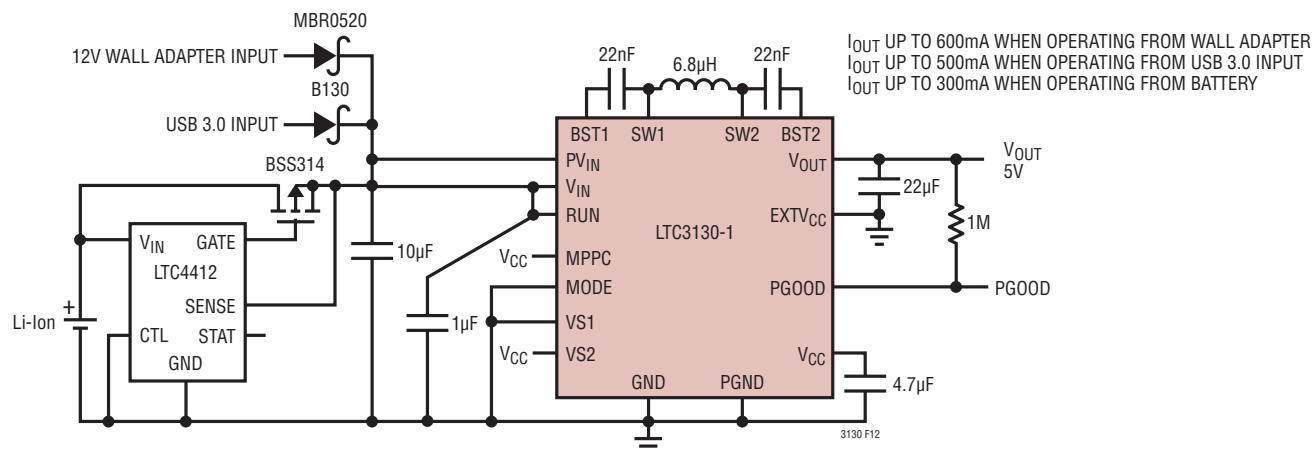 MBR0520
12V WALL ADAPTER INPUT
B130
USB 3.0 INPUT
BSS314
V_IN GATE
LTC4412
SENSE
CTL STAT
GND
Li-Ion
+
10µF
1µF
22nF
6.8µH
22nF
BST1 SW1 SW2 BST2
PV_IN
V_IN
RUN
V_CC MPPC
MODE
VS1
V_CC VS2
LTC3130-1
V_OUT
EXTV_CC
PGOOD
V_CC
GND PGND
I_OUT UP TO 600mA WHEN OPERATING FROM WALL ADAPTER
I_OUT UP TO 500mA WHEN OPERATING FROM USB 3.0 INPUT
I_OUT UP TO 300mA WHEN OPERATING FROM BATTERY
V_OUT
5V
22µF
1M
PGOOD
4.7µF
3130 F12